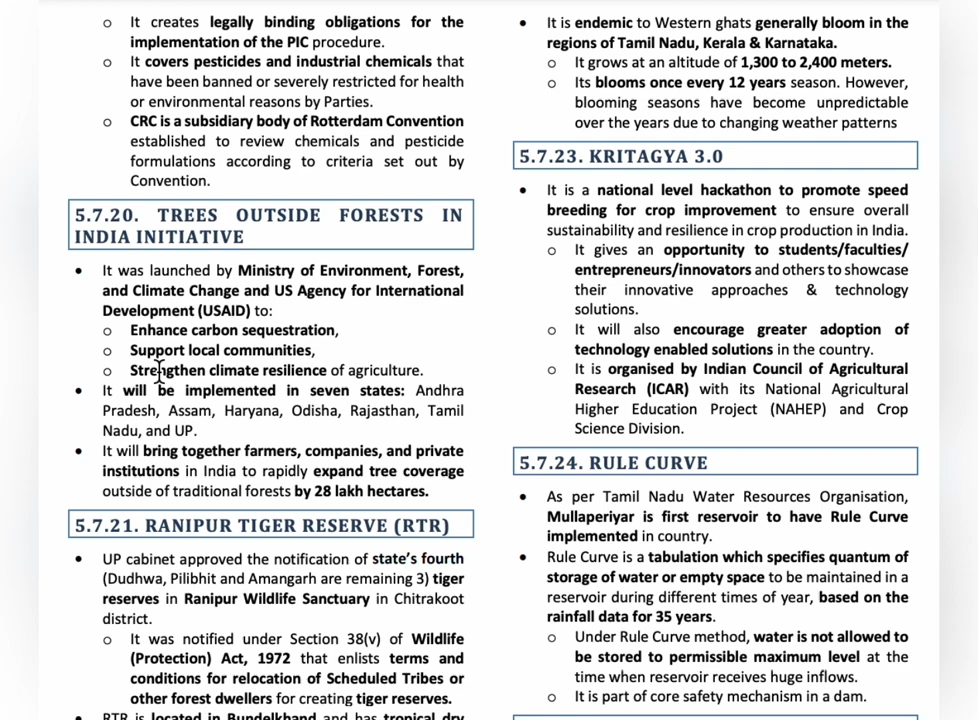 o It creates legally binding obligations for the
implementation of the PIC procedure.
o It covers pesticides and industrial chemicals that
have been banned or severely restricted for health
or environmental reasons by Parties.
o CRC is a subsidiary body of Rotterdam Convention
established to review chemicals and pesticide
formulations according to criteria set out by
Convention.
5.7.20. TREES OUTSIDE FORESTS IN
INDIA INITIATIVE
• It was launched by Ministry of Environment, Forest,
and Climate Change and US Agency for International
Development (USAID) to:
o Enhance carbon sequestration,
o Support local communities,
o Strengthen climate resilience of agriculture.
• It will be implemented in seven states: Andhra
Pradesh, Assam, Haryana, Odisha, Rajasthan, Tamil
Nadu, and UP.
• It will bring together farmers, companies, and private
institutions in India to rapidly expand tree coverage
outside of traditional forests by 28 lakh hectares.
5.7.21. RANIPUR TIGER RESERVE (RTR)
• UP cabinet approved the notification of state's fourth
(Dudhwa, Pilibhit and Amangarh are remaining 3) tiger
reserves in Ranipur Wildlife Sanctuary in Chitrakoot
district.
o It was notified under Section 38(v) of Wildlife
(Protection) Act, 1972 that enlists terms and
conditions for relocation of Scheduled Tribes or
other forest dwellers for creating tiger reserves.
• RTR is located in Bundelkhand and has tropical dry
• It is endemic to Western ghats generally bloom in the
regions of Tamil Nadu, Kerala & Karnataka.
o It grows at an altitude of 1,300 to 2,400 meters.
o Its blooms once every 12 years season. However,
blooming seasons have become unpredictable
over the years due to changing weather patterns
5.7.23. KRITAGYA 3.0
• It is a national level hackathon to promote speed
breeding for crop improvement to ensure overall
sustainability and resilience in crop production in India.
o It gives an opportunity to students/faculties/
entrepreneurs/innovators and others to showcase
their innovative approaches & technology
solutions.
o It will also encourage greater adoption of
technology enabled solutions in the country.
o It is organised by Indian Council of Agricultural
Research (ICAR) with its National Agricultural
Higher Education Project (NAHEP) and Crop
Science Division.
5.7.24. RULE CURVE
• As per Tamil Nadu Water Resources Organisation,
Mullaperiyar is first reservoir to have Rule Curve
implemented in country.
• Rule Curve is a tabulation which specifies quantum of
storage of water or empty space to be maintained in a
reservoir during different times of year, based on the
rainfall data for 35 years.
o Under Rule Curve method, water is not allowed to
be stored to permissible maximum level at the
time when reservoir receives huge inflows.
o It is part of core safety mechanism in a dam.